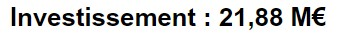 Investissement : 21,88 M€